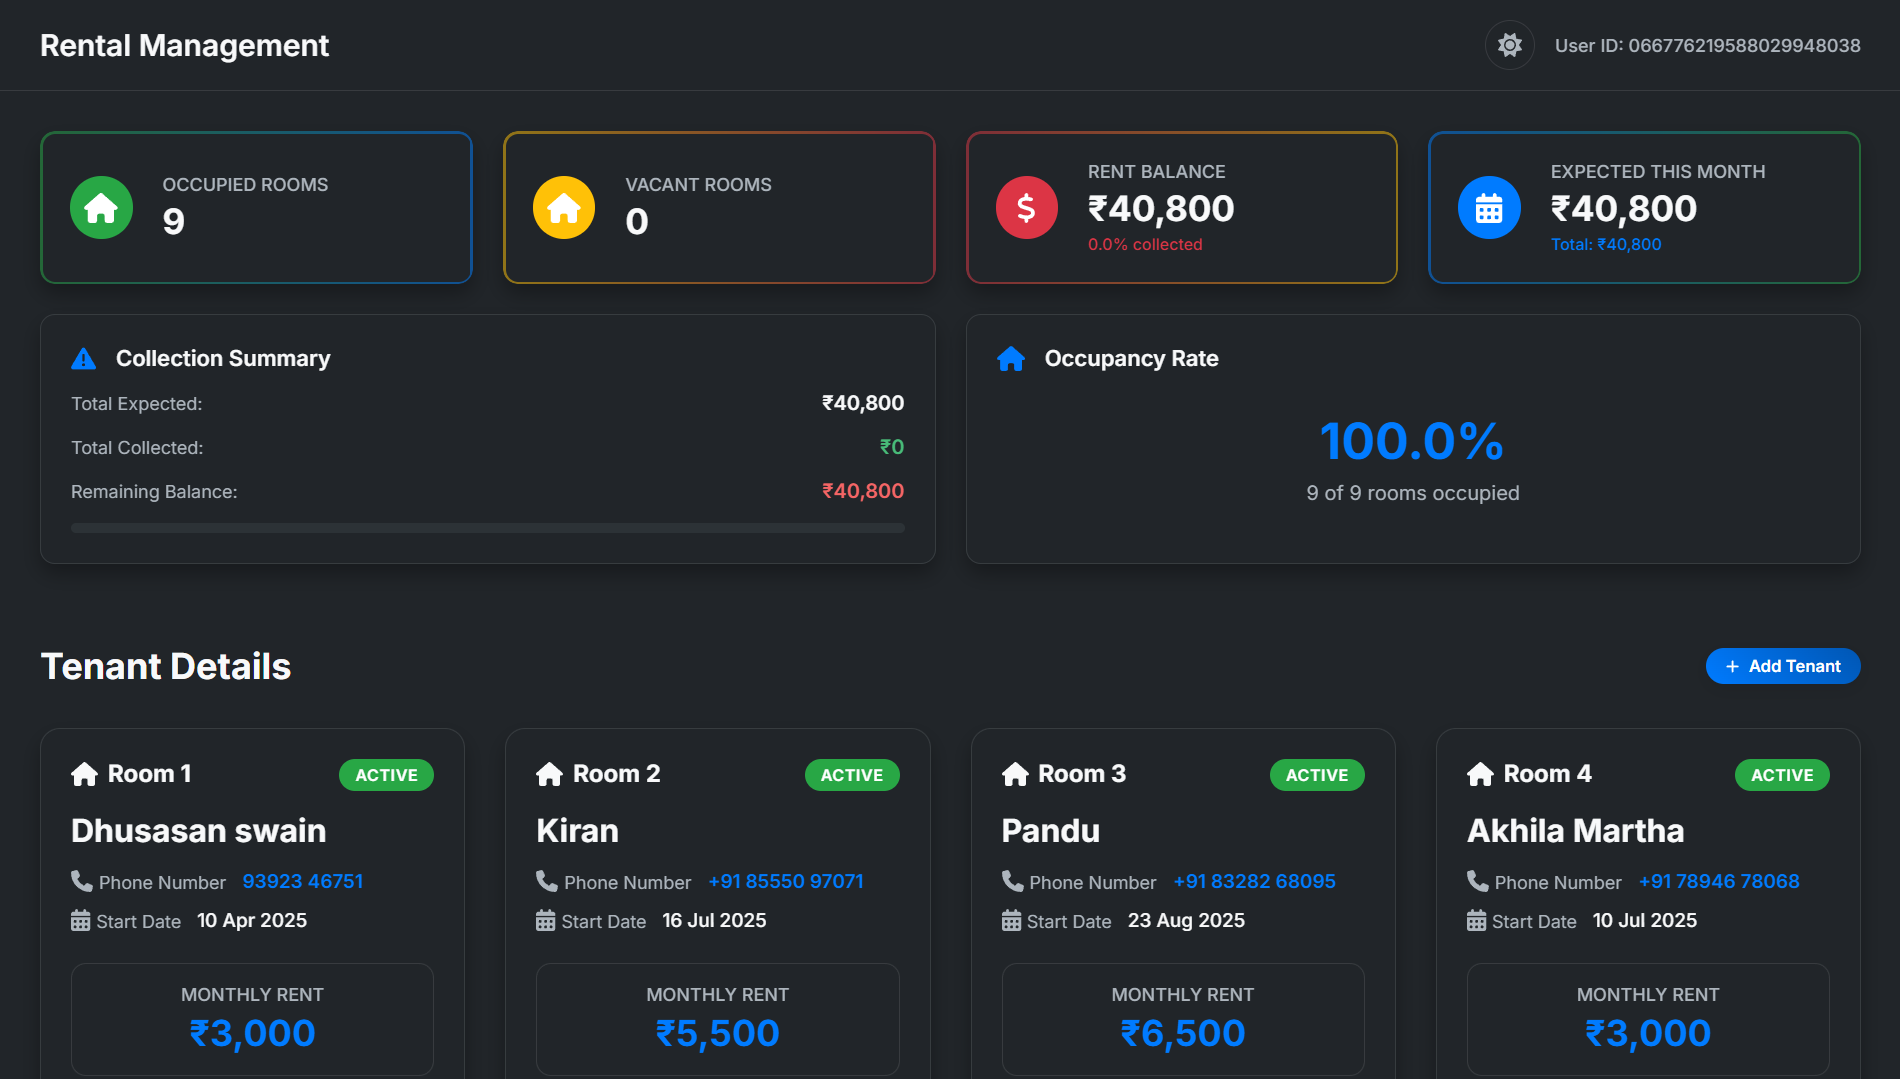 Rental Management
User ID: 06677621958802994​8038
OCCUPIED ROOMS
9
VACANT ROOMS
0
RENT BALANCE
₹40,800
0.0% collected
EXPECTED THIS MONTH
₹40,800
Total: ₹40,800
Collection Summary
Total Expected: ₹40,800
Total Collected: ₹0
Remaining Balance: ₹40,800
Occupancy Rate
100.0%
9 of 9 rooms occupied
Tenant Details
+ Add Tenant
Room 1 ACTIVE
Dhusasan swain
Phone Number 93923 46751
Start Date 10 Apr 2025
MONTHLY RENT
₹3,000
Room 2 ACTIVE
Kiran
Phone Number +91 85550 97071
Start Date 16 Jul 2025
MONTHLY RENT
₹5,500
Room 3 ACTIVE
Pandu
Phone Number +91 83282 68095
Start Date 23 Aug 2025
MONTHLY RENT
₹6,500
Room 4 ACTIVE
Akhila Martha
Phone Number +91 78946 78068
Start Date 10 Jul 2025
MONTHLY RENT
₹3,000